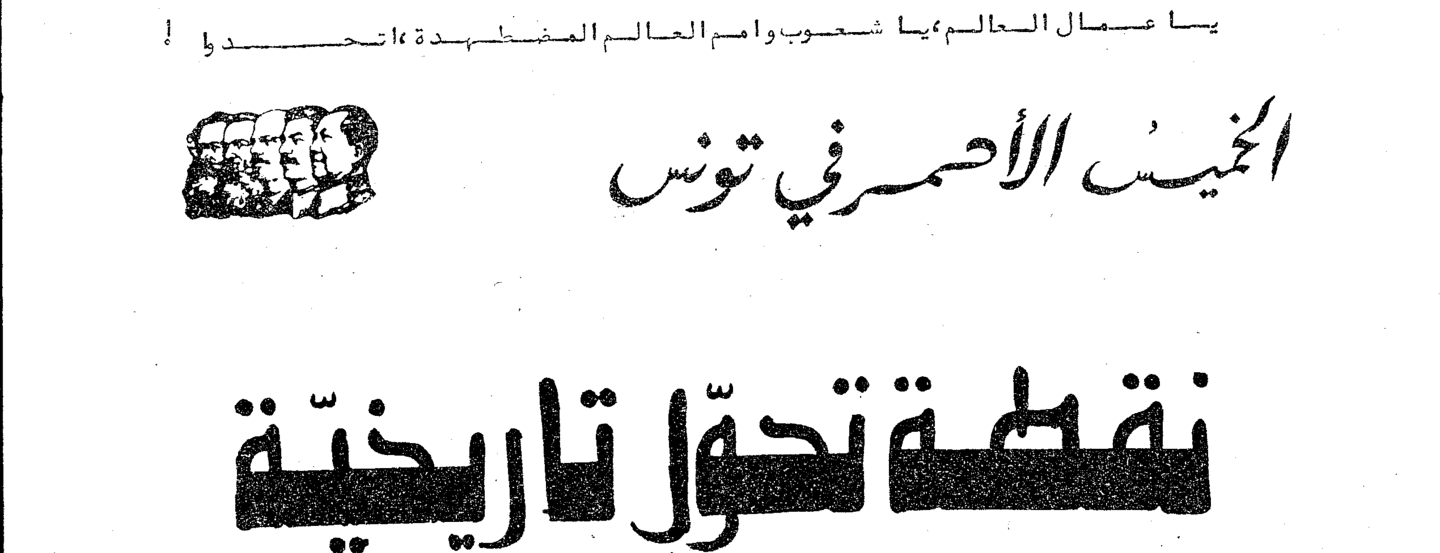 يا عمال العالم، يا شعوب وامم العالم المضطهدة، اتحدوا !
الخميسُ الأحمر في تونس
نقطة تحوّل تاريخيّة